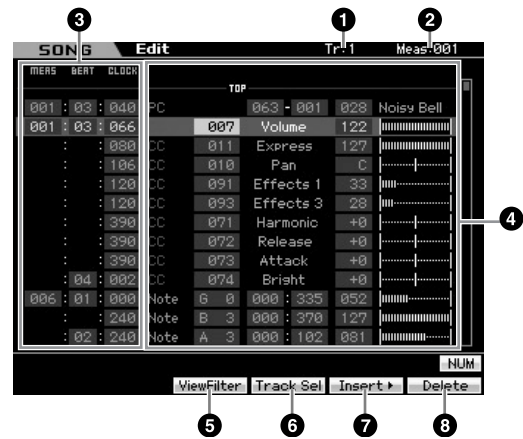 3 1 2
SONG Edit Tr:1 Meas:001
MEAS BEAT CLOCK
TOP
001 : 03 : 040 PC 063 - 001 028 Noisy Bell
001 : 03 : 066 007 Volume 122
: : 080 CC 011 Express 127
: : 106 CC 010 Pan C
: : 120 CC 091 Effects 1 33
: : 120 CC 093 Effects 3 28
: : 390 CC 071 Harmonic +0
: : 390 CC 072 Release +0
: : 390 CC 073 Attack +0
: 04 : 002 CC 074 Bright +0
006 : 01 : 000 Note G 0 000 : 335 052
: : 240 Note B 3 000 : 370 127
: 02 : 240 Note A 3 000 : 102 081
4
NUM
ViewFilter Track Sel Insert Delete
5 6 7 8